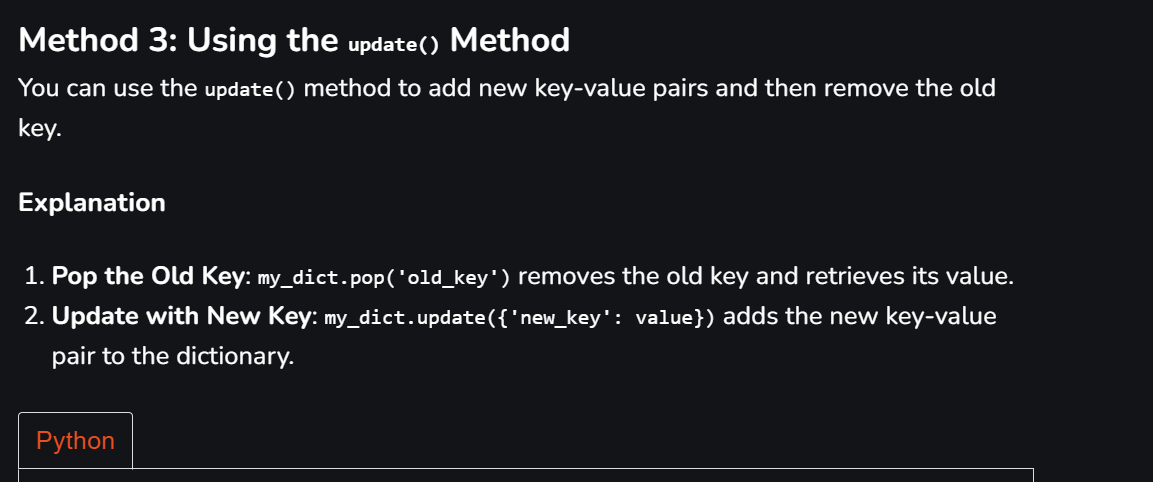 Method 3: Using the update() Method
You can use the update() method to add new key-value pairs and then remove the old
key.
Explanation
1. Pop the Old Key: my_dict.pop('old_key') removes the old key and retrieves its value.
2. Update with New Key: my_dict.update({'new_key': value}) adds the new key-value
pair to the dictionary.
Python